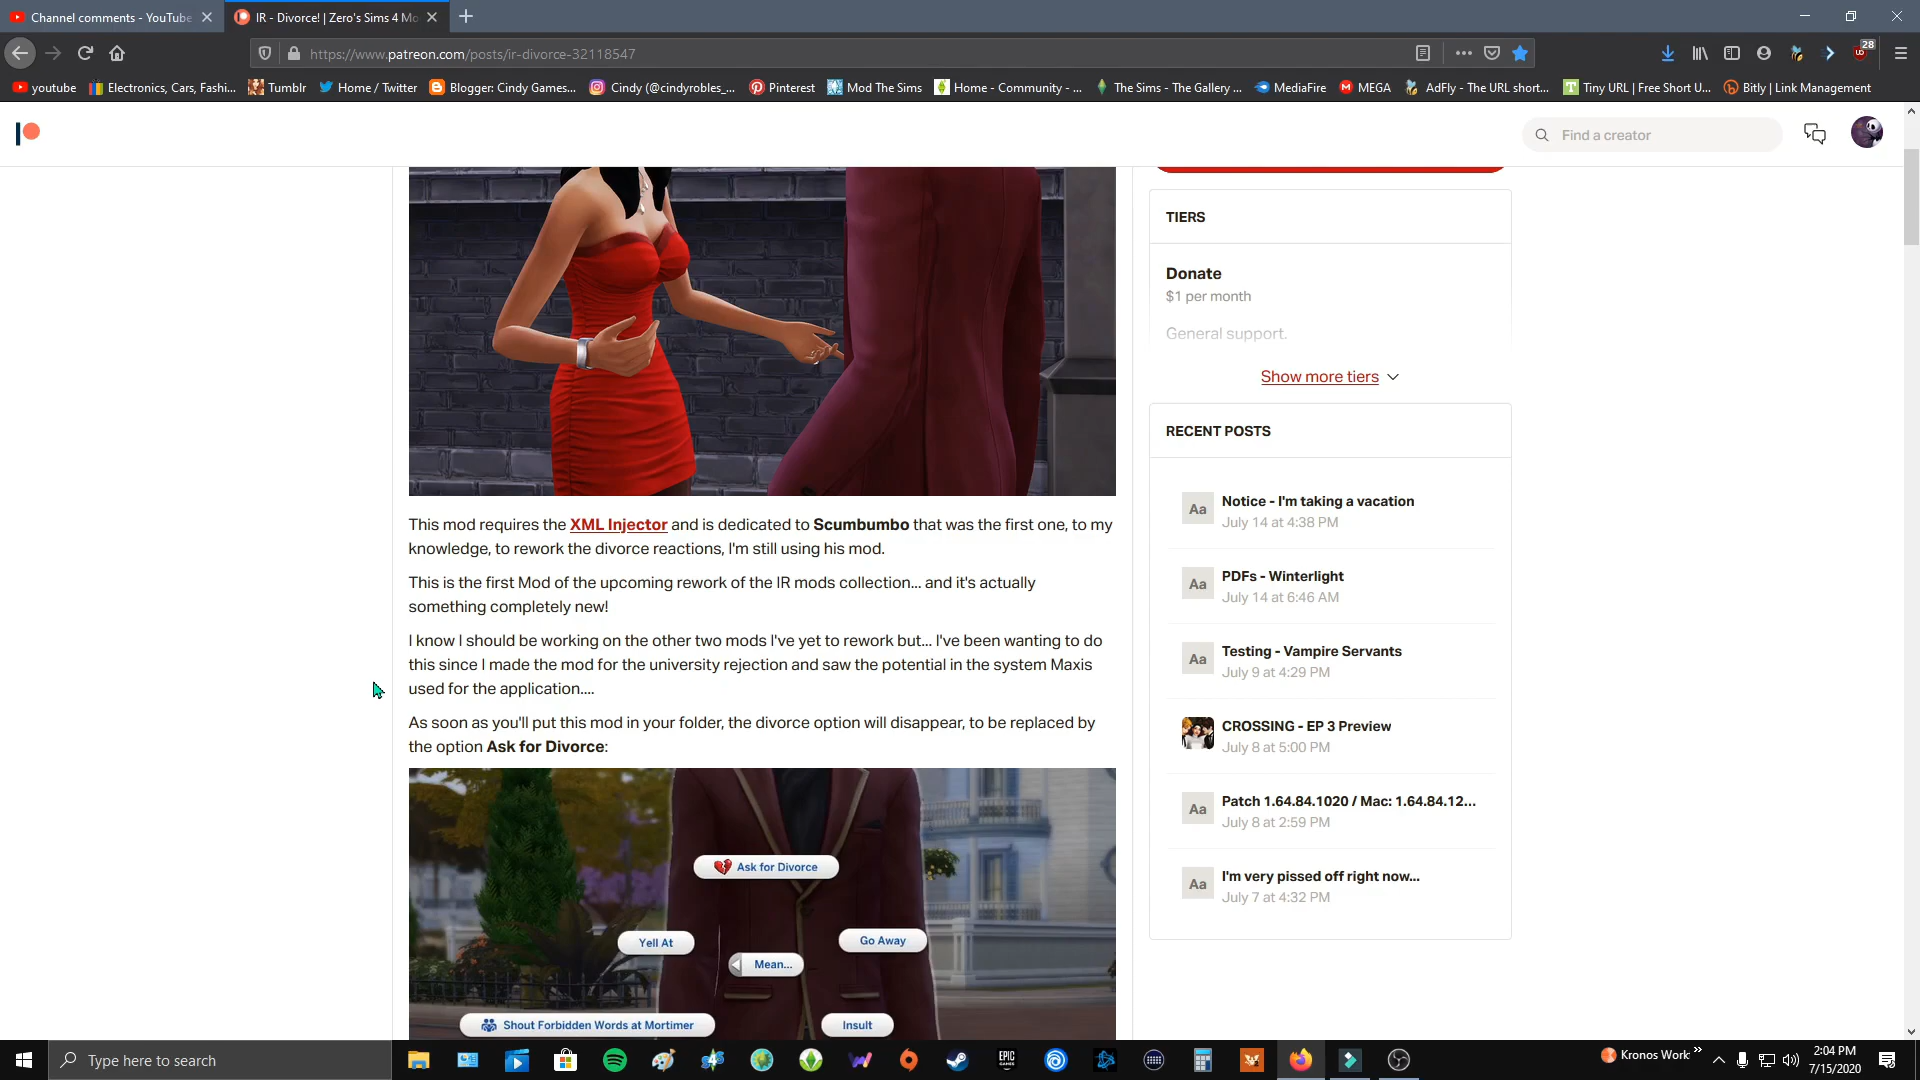 Channel comments - YouTube
IR - Divorce! | Zero's Sims 4 Mo
https://www.patreon.com/posts/ir-divorce-32118547
28
youtube
Electronics, Cars, Fashi...
Tumblr
Home / Twitter
Blogger: Cindy Games...
Cindy (@cindyrobles_...
Pinterest
Mod The Sims
Home - Community - ...
The Sims - The Gallery ...
MediaFire
MEGA
AdFly - The URL short...
Tiny URL | Free Short U...
Bitly | Link Management
Find a creator
This mod requires the XML Injector and is dedicated to Scumbumbo that was the first one, to my
knowledge, to rework the divorce reactions, I'm still using his mod.
This is the first Mod of the upcoming rework of the IR mods collection... and it's actually
something completely new!
I know I should be working on the other two mods I've yet to rework but... I've been wanting to do
this since I made the mod for the university rejection and saw the potential in the system Maxis
used for the application....
As soon as you'll put this mod in your folder, the divorce option will disappear, to be replaced by
the option Ask for Divorce:
Ask for Divorce
Yell At
Go Away
Mean...
Shout Forbidden Words at Mortimer
Insult
TIERS
Donate
$1 per month
General support.
Show more tiers
RECENT POSTS
Aa
Notice - I'm taking a vacation
July 14 at 4:38 PM
Aa
PDFs - Winterlight
July 14 at 6:46 AM
Aa
Testing - Vampire Servants
July 9 at 4:29 PM
CROSSING - EP 3 Preview
July 8 at 5:00 PM
Aa
Patch 1.64.84.1020 / Mac: 1.64.84.12...
July 8 at 2:59 PM
Aa
I'm very pissed off right now...
July 7 at 4:32 PM
Type here to search
EPIC
GAMES
Kronos Work
2:04 PM
7/15/2020